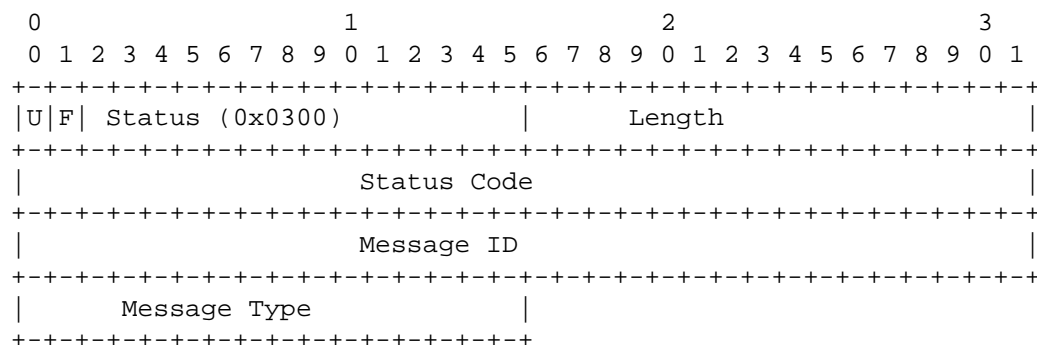 0                   1                   2                   3
 0 1 2 3 4 5 6 7 8 9 0 1 2 3 4 5 6 7 8 9 0 1 2 3 4 5 6 7 8 9 0 1
+-+-+-+-+-+-+-+-+-+-+-+-+-+-+-+-+-+-+-+-+-+-+-+-+-+-+-+-+-+-+-+-+
|U|F| Status (0x0300)           |      Length                   |
+-+-+-+-+-+-+-+-+-+-+-+-+-+-+-+-+-+-+-+-+-+-+-+-+-+-+-+-+-+-+-+-+
|                     Status Code                               |
+-+-+-+-+-+-+-+-+-+-+-+-+-+-+-+-+-+-+-+-+-+-+-+-+-+-+-+-+-+-+-+-+
|                     Message ID                                |
+-+-+-+-+-+-+-+-+-+-+-+-+-+-+-+-+-+-+-+-+-+-+-+-+-+-+-+-+-+-+-+-+
|      Message Type             |
+-+-+-+-+-+-+-+-+-+-+-+-+-+-+-+-+